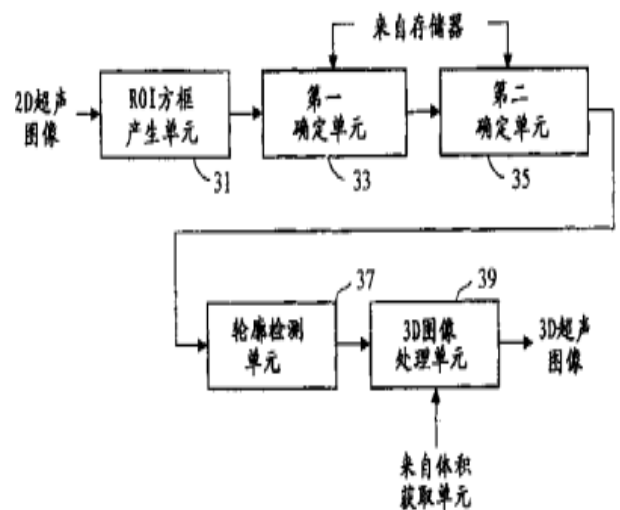 来自存储器
2D超声
图像
ROI方框
产生单元
31
第一
确定单元
33
第二
确定单元
35
轮廓检测
单元
37
3D图像
处理单元
39
3D超声
图像
来自体积
获取单元